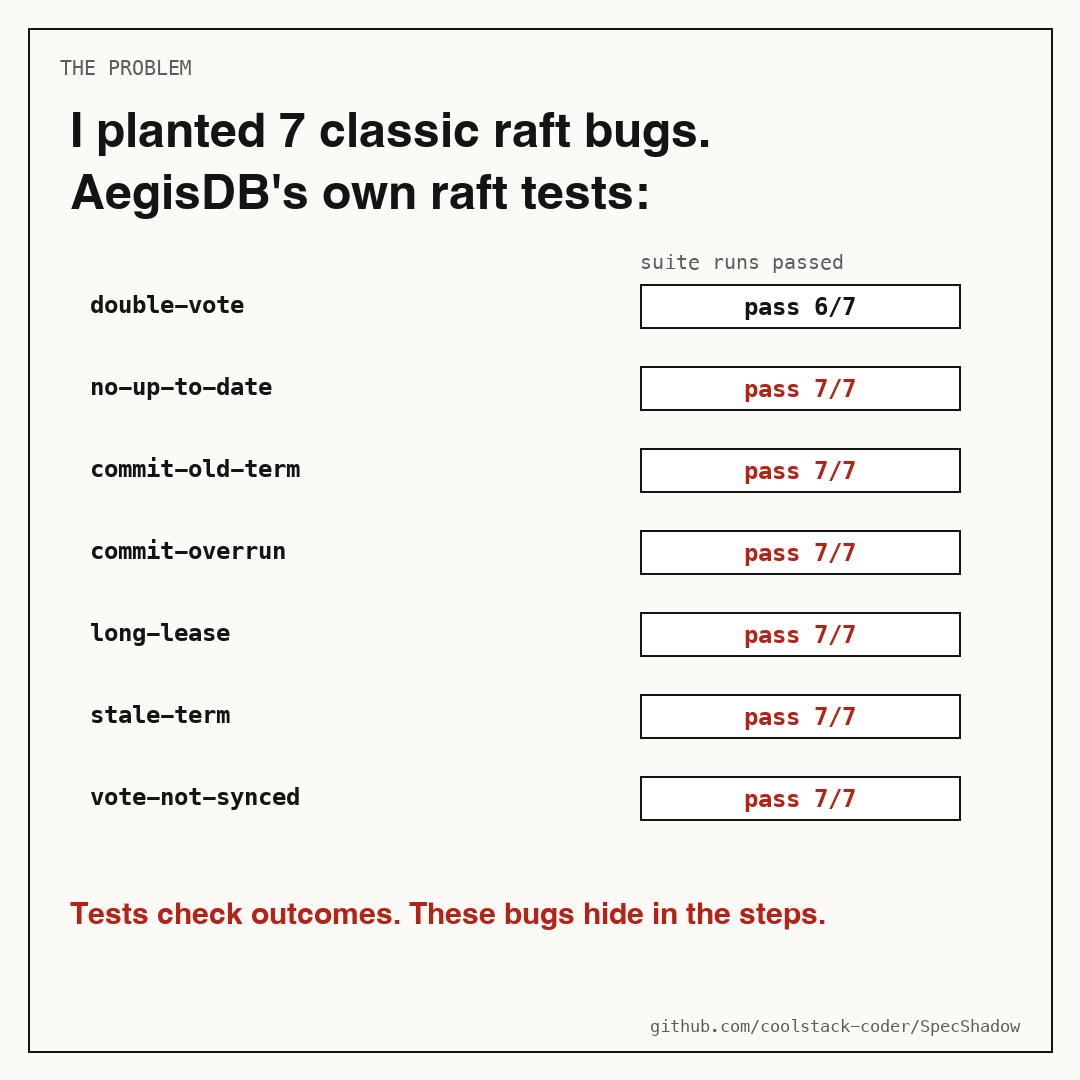 THE PROBLEM
I planted 7 classic raft bugs.
AegisDB's own raft tests:
suite runs passed
double-vote pass 6/7
no-up-to-date pass 7/7
commit-old-term pass 7/7
commit-overrun pass 7/7
long-lease pass 7/7
stale-term pass 7/7
vote-not-synced pass 7/7
Tests check outcomes. These bugs hide in the steps.
github.com/coolstack-coder/SpecShadow